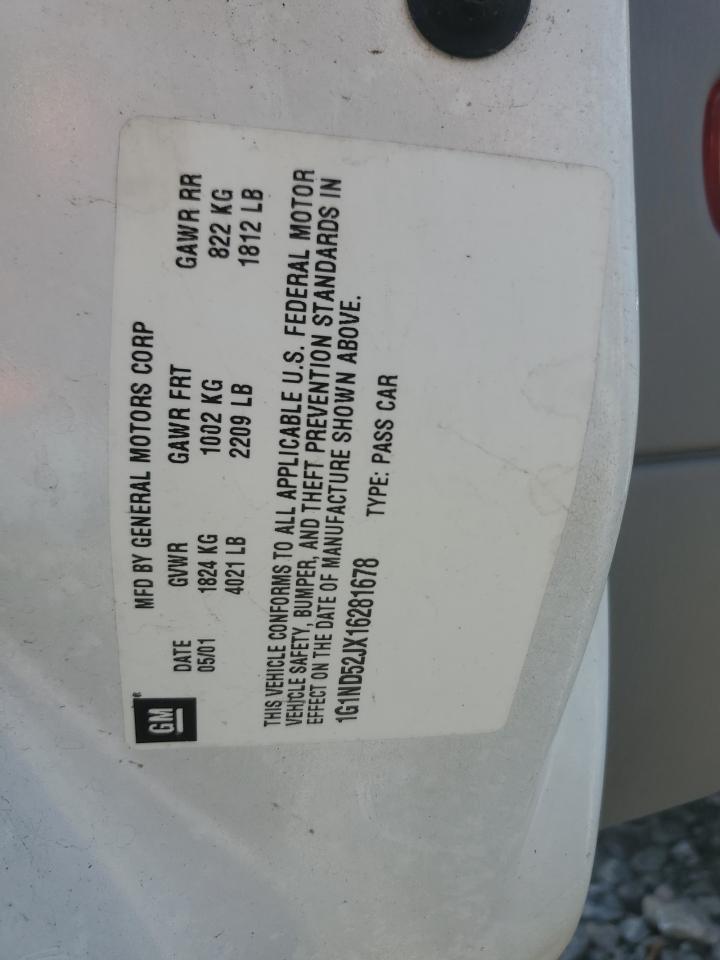 MFD BY GENERAL MOTORS CORP
DATE GVWR GAWR FRT GAWR RR
05/01 1824 KG 1002 KG 822 KG
4021 LB 2209 LB 1812 LB
GM ®
THIS VEHICLE CONFORMS TO ALL APPLICABLE U.S. FEDERAL MOTOR
VEHICLE SAFETY, BUMPER, AND THEFT PREVENTION STANDARDS IN
EFFECT ON THE DATE OF MANUFACTURE SHOWN ABOVE.
1G1ND52JX16281678 TYPE: PASS CAR